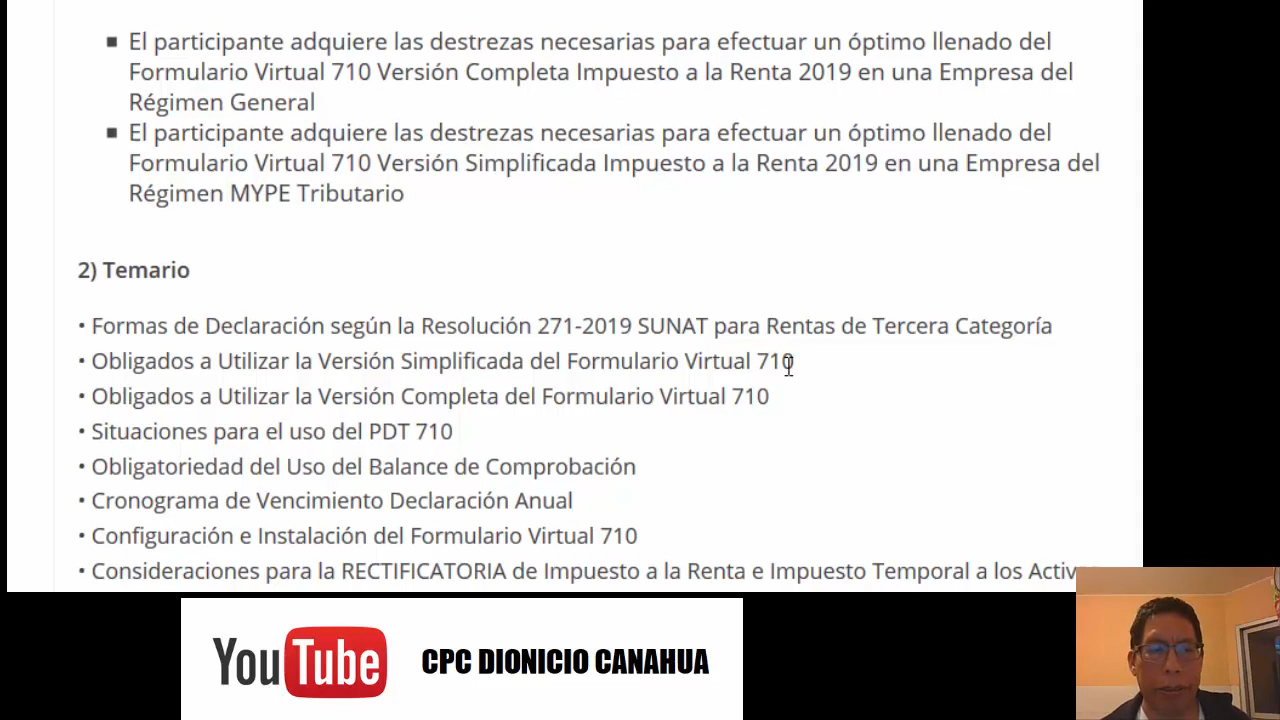 ▪ El participante adquiere las destrezas necesarias para efectuar un óptimo llenado del
Formulario Virtual 710 Versión Completa Impuesto a la Renta 2019 en una Empresa del
Régimen General
▪ El participante adquiere las destrezas necesarias para efectuar un óptimo llenado del
Formulario Virtual 710 Versión Simplificada Impuesto a la Renta 2019 en una Empresa del
Régimen MYPE Tributario
2) Temario
• Formas de Declaración según la Resolución 271-2019 SUNAT para Rentas de Tercera Categoría
• Obligados a Utilizar la Versión Simplificada del Formulario Virtual 710
• Obligados a Utilizar la Versión Completa del Formulario Virtual 710
• Situaciones para el uso del PDT 710
• Obligatoriedad del Uso del Balance de Comprobación
• Cronograma de Vencimiento Declaración Anual
• Configuración e Instalación del Formulario Virtual 710
• Consideraciones para la RECTIFICATORIA de Impuesto a la Renta e Impuesto Temporal a los
YouTube CPC DIONICIO CANAHUA